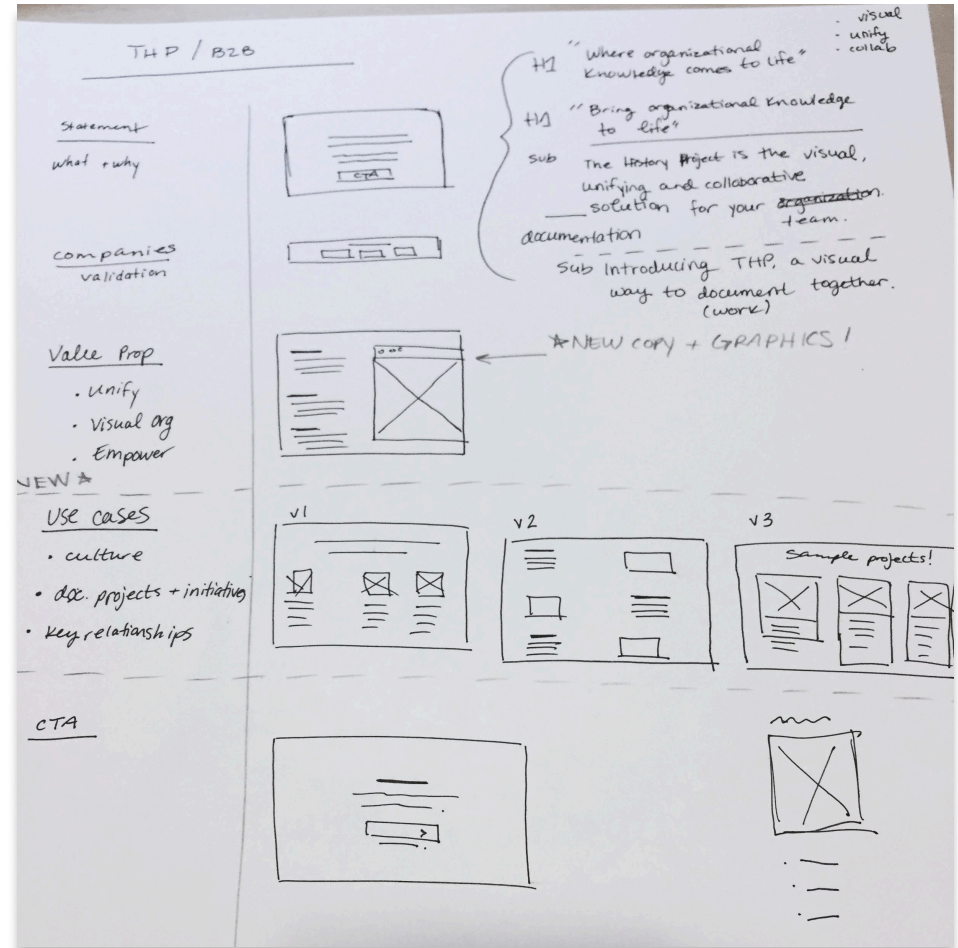 THP / B2B
· visual
· unify
· collab
H1 "Where organizational
Knowledge comes to life"
H1 "Bring organizational Knowledge
to life"
sub The History Project is the visual,
unifying and collaborative
___ solution for your organization.
team.
documentation
Sub Introducing THP, a visual
way to document together.
(work)
Statement
what + why
CTA
companies
validation
Value Prop
· Unify
· Visual org
· Empower
★NEW COPY + GRAPHICS!
NEW ★
Use cases
· culture
· doc. projects + initiatives
· key relationships
v1
v2
v3
Sample projects!
CTA